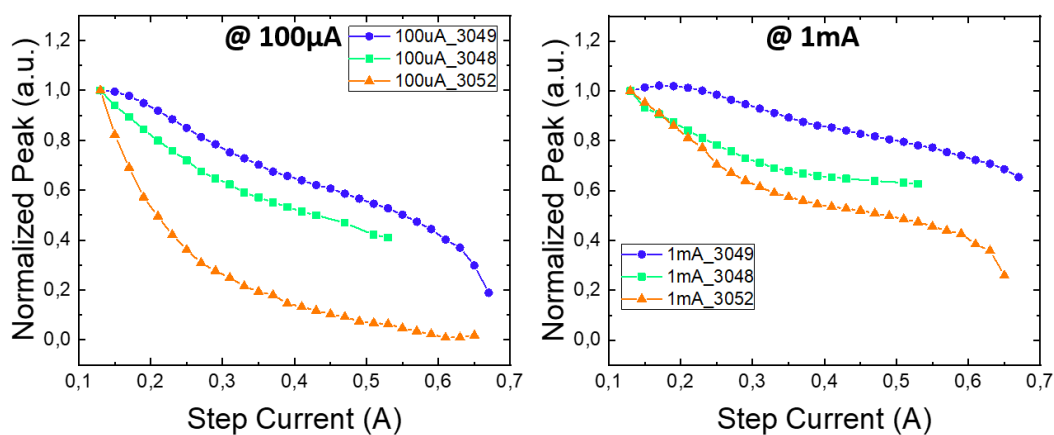 @ 100µA
100uA_3049
100uA_3048
100uA_3052
1,2
1,0
0,8
0,6
0,4
0,2
0,0
Normalized Peak (a.u.)
0,1 0,2 0,3 0,4 0,5 0,6 0,7
Step Current (A)
@ 1mA
1,2
1,0
0,8
0,6
0,4
0,2
0,0
Normalized Peak (a.u.)
1mA_3049
1mA_3048
1mA_3052
0,1 0,2 0,3 0,4 0,5 0,6 0,7
Step Current (A)